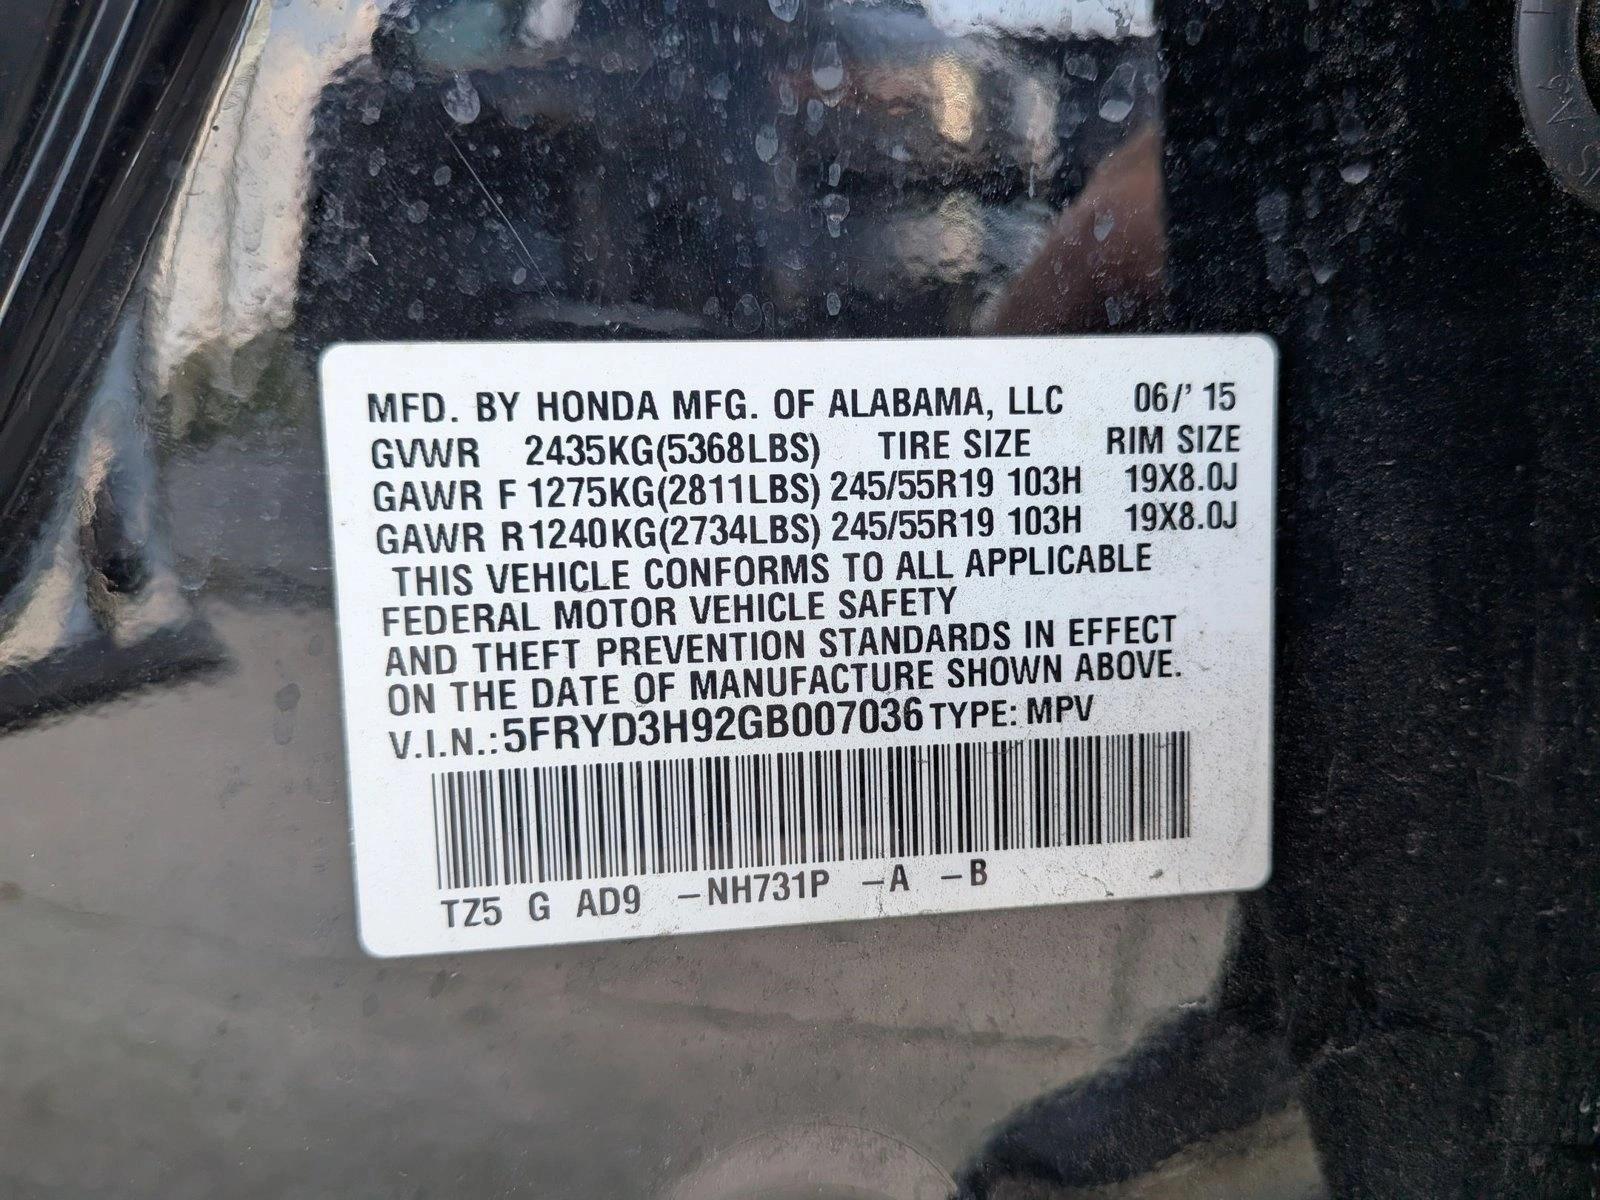 MFD. BY HONDA MFG. OF ALABAMA, LLC 06/' 15
GVWR 2435KG(5368LBS) TIRE SIZE RIM SIZE
GAWR F 1275KG(2811LBS) 245/55R19 103H 19X8.0J
GAWR R 1240KG(2734LBS) 245/55R19 103H 19X8.0J
THIS VEHICLE CONFORMS TO ALL APPLICABLE
FEDERAL MOTOR VEHICLE SAFETY
AND THEFT PREVENTION STANDARDS IN EFFECT
ON THE DATE OF MANUFACTURE SHOWN ABOVE.
V.I.N.: 5FRYD3H92GB007036 TYPE: MPV
TZ5 G AD9 -NH731P -A -B